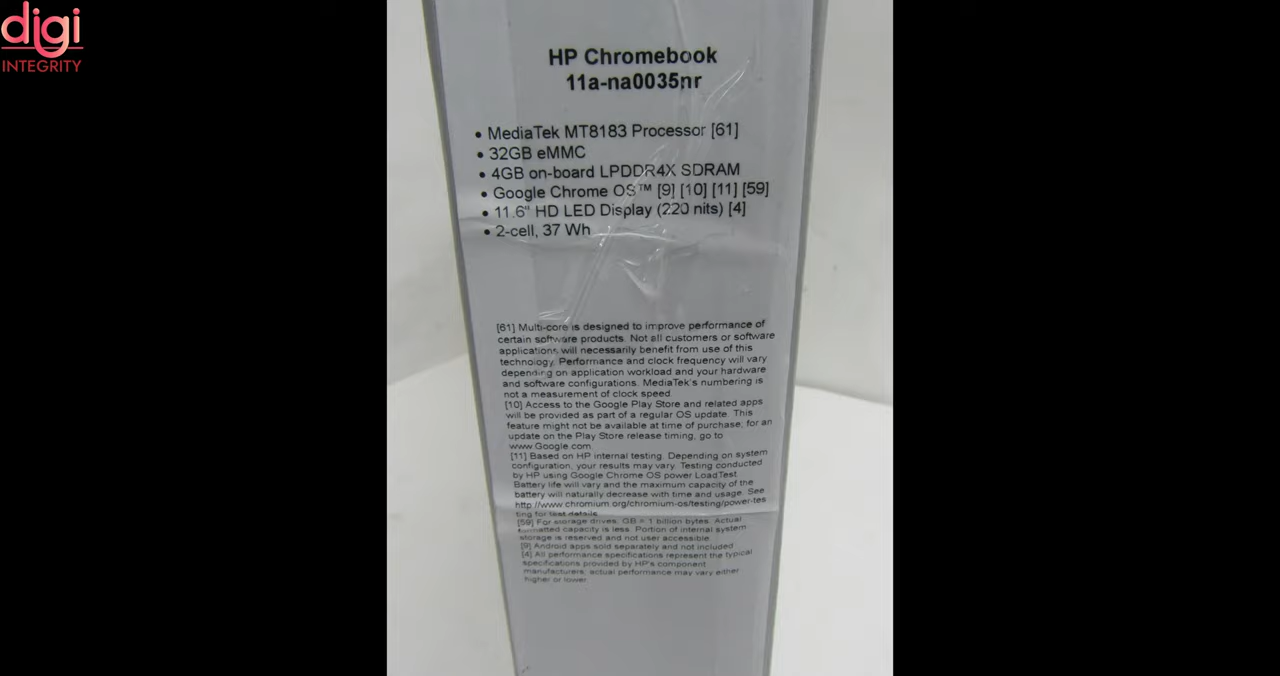 digi
INTEGRITY
HP Chromebook
11a-na0035nr
• MediaTek MT8183 Processor [61]
• 32GB eMMC
• 4GB on-board LPDDR4X SDRAM
• Google Chrome OS™ [9] [10] [11] [59]
• 11.6" HD LED Display (220 nits) [4]
• 2-cell, 37 Wh
[61] Multi-core is designed to improve performance of
certain software products. Not all customers or software
applications will necessarily benefit from use of this
technology. Performance and clock frequency will vary
depending on application workload and your hardware
and software configurations. MediaTek's numbering is
not a measurement of clock speed.
[10] Access to the Google Play Store and related apps
will be provided as part of a regular OS update. This
feature might not be available at time of purchase; for an
update on the Play Store release timing, go to
www.Google.com.
[11] Based on HP internal testing. Depending on system
configuration, your results may vary. Testing conducted
by HP using Google Chrome OS power LoadTest.
Battery life will vary and the maximum capacity of the
battery will naturally decrease with time and usage. See
http://www.chromium.org/chromium-os/testing/power-tes
ting for test details.
[59] For storage drives, GB = 1 billion bytes. Actual
capacity is less. Portion of internal system
storage is reserved and not user accessible.
[9] Android apps sold separately and not included
[4] All performance specifications represent the typical
specifications provided by HP's component
manufacturers; actual performance may vary either
higher or lower.